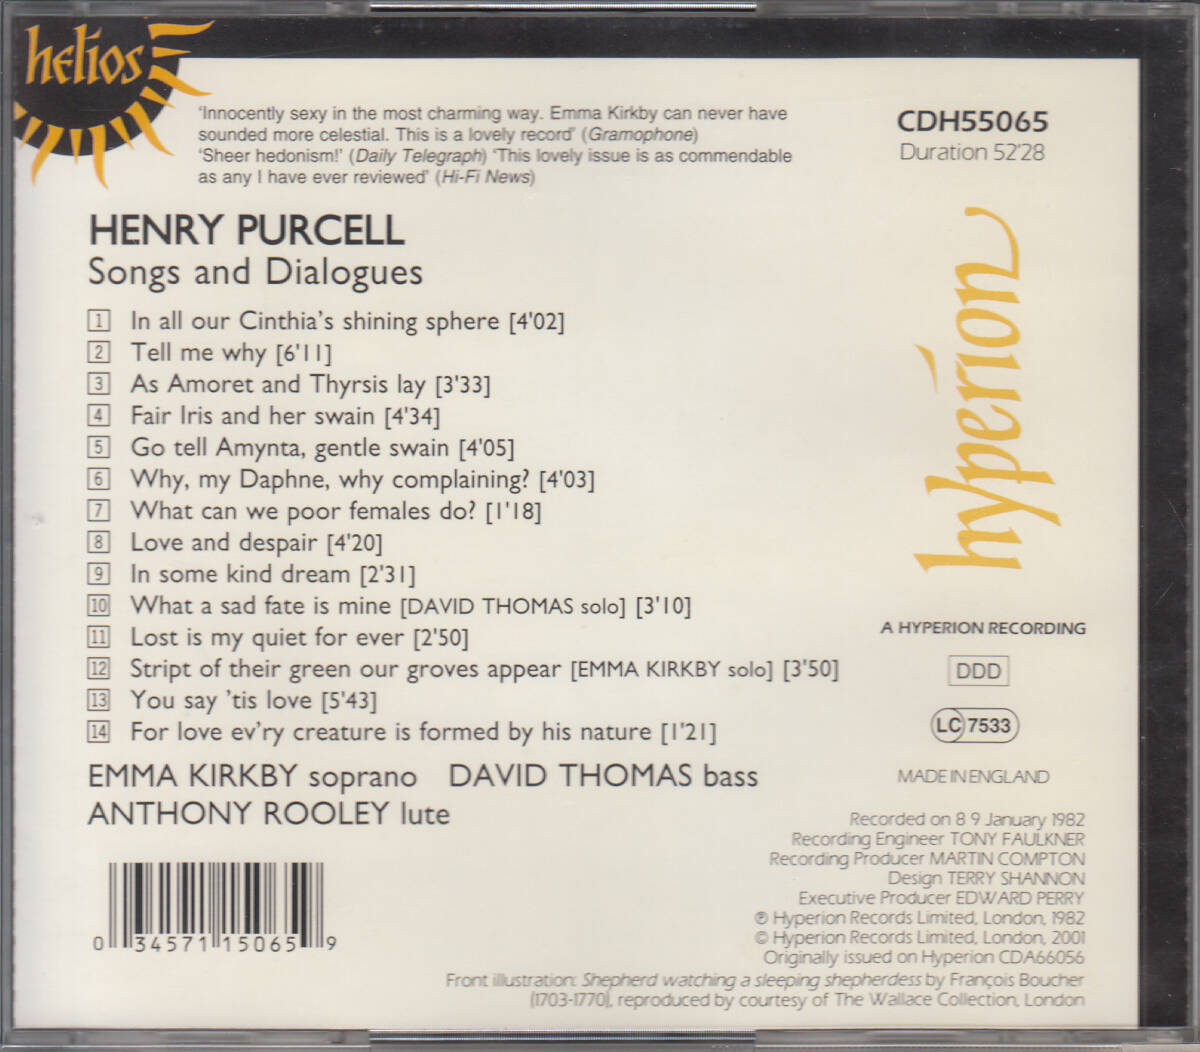 helios
'Innocently sexy in the most charming way. Emma Kirkby can never have
sounded more celestial. This is a lovely record' (Gramophone)
'Sheer hedonism!' (Daily Telegraph) 'This lovely issue is as commendable
as any I have ever reviewed' (Hi-Fi News)
CDH55065
Duration 52'28
HENRY PURCELL
Songs and Dialogues
1 In all our Cinthia's shining sphere [4'02]
2 Tell me why [6'11]
3 As Amoret and Thyrsis lay [3'33]
4 Fair Iris and her swain [4'34]
5 Go tell Amynta, gentle swain [4'05]
6 Why, my Daphne, why complaining? [4'03]
7 What can we poor females do? [1'18]
8 Love and despair [4'20]
9 In some kind dream [2'31]
10 What a sad fate is mine [DAVID THOMAS solo] [3'10]
11 Lost is my quiet for ever [2'50]
12 Stript of their green our groves appear [EMMA KIRKBY solo] [3'50]
13 You say 'tis love [5'43]
14 For love ev'ry creature is formed by his nature [1'21]
EMMA KIRKBY soprano DAVID THOMAS bass
ANTHONY ROOLEY lute
0 34571 15065 9
hyperion
A HYPERION RECORDING
DDD
LC 7533
MADE IN ENGLAND
Recorded on 8 9 January 1982
Recording Engineer TONY FAULKNER
Recording Producer MARTIN COMPTON
Design TERRY SHANNON
Executive Producer EDWARD PERRY
℗ Hyperion Records Limited, London, 1982
© Hyperion Records Limited, London, 2001
Originally issued on Hyperion CDA66056
Front illustration: Shepherd watching a sleeping shepherdess by François Boucher
(1703-1770), reproduced by courtesy of The Wallace Collection, London